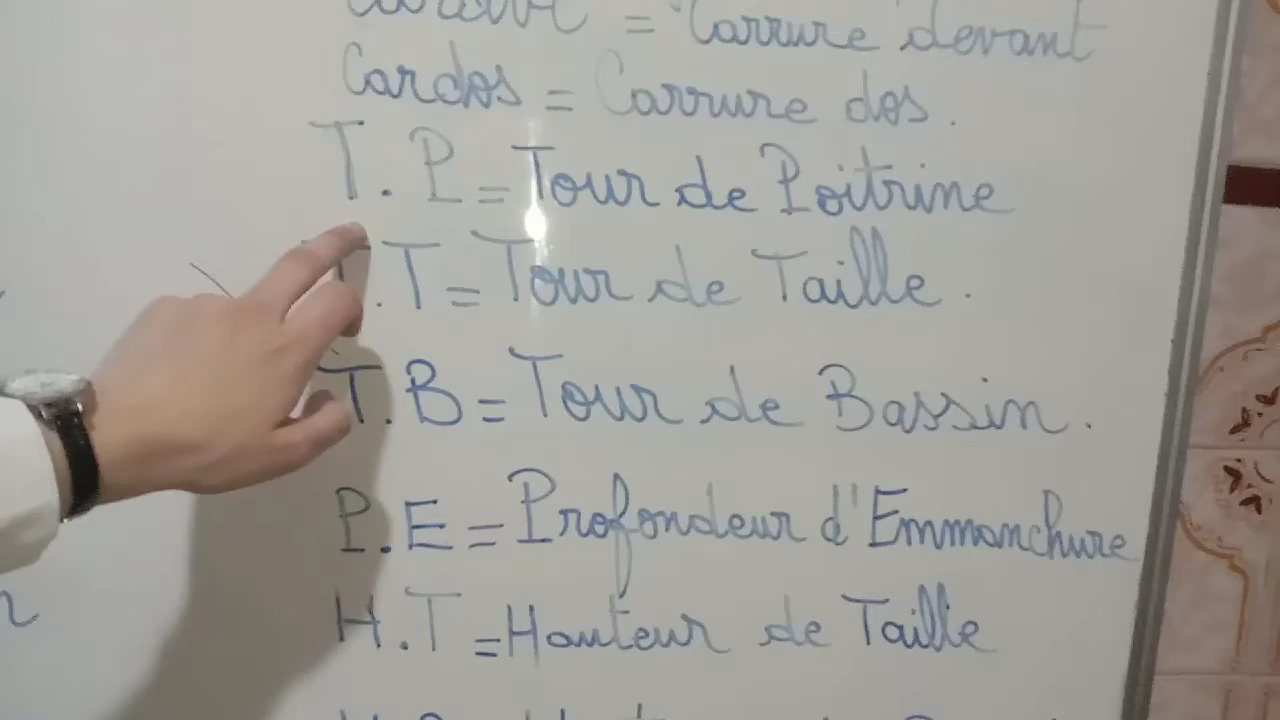 = Carrure devant
Cardos = Carrure dos.
T.P = Tour de Poitrine
T.T = Tour de Taille.
T.B = Tour de Bassin.
P.E = Profondeur d'Emmanchure
H.T = Hauteur de Taille